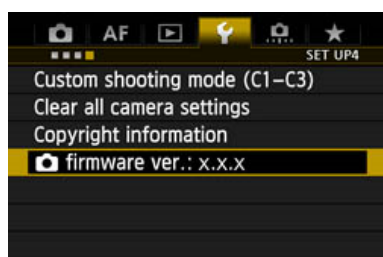 AF
SET UP4
Custom shooting mode (C1–C3)
Clear all camera settings
Copyright information
firmware ver.: x.x.x